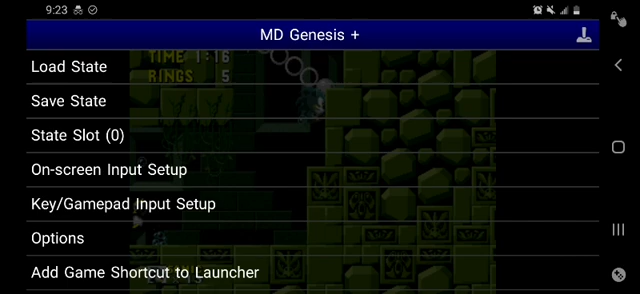 9:23
MD Genesis +
TIME 1:16
Load State
RINGS 5
Save State
State Slot (0)
On-screen Input Setup
Key/Gamepad Input Setup
Options
Add Game Shortcut to Launcher